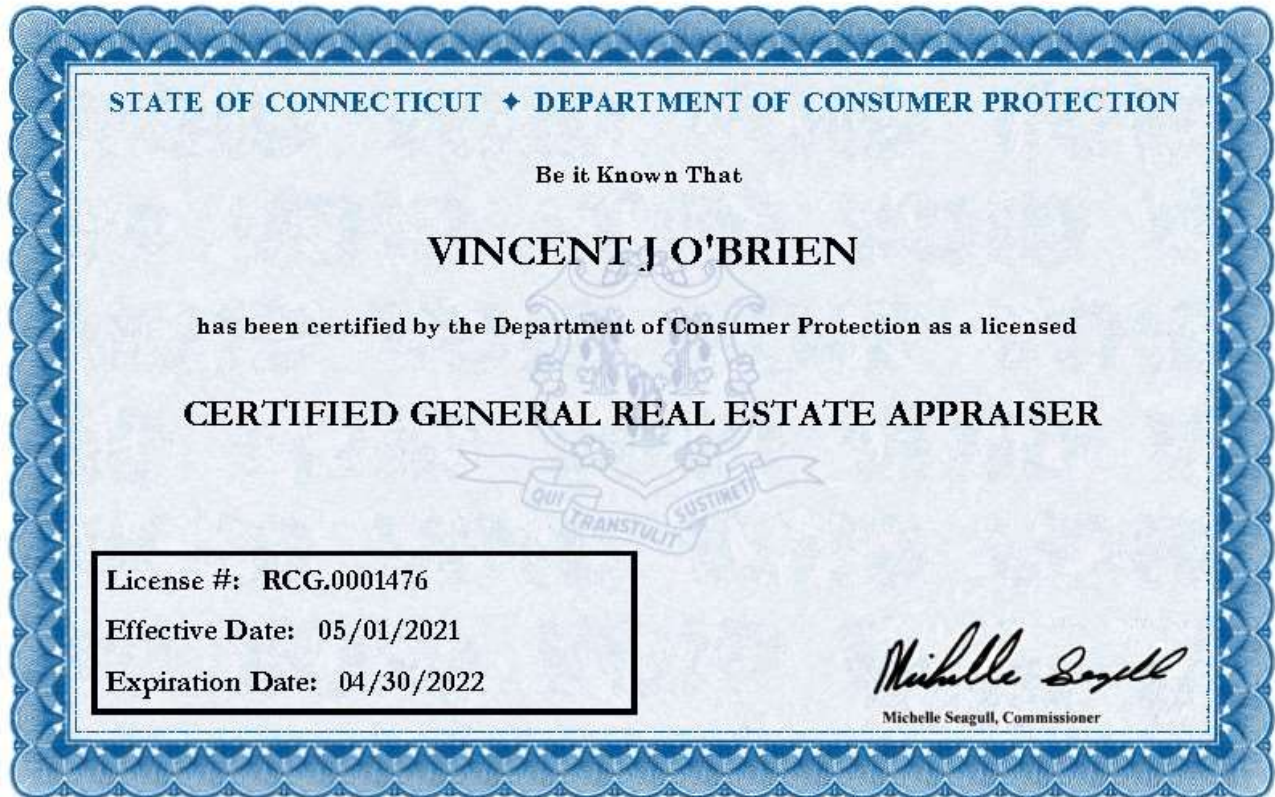 STATE OF CONNECTICUT ✦ DEPARTMENT OF CONSUMER PROTECTION
Be it Known That
VINCENT J O'BRIEN
has been certified by the Department of Consumer Protection as a licensed
CERTIFIED GENERAL REAL ESTATE APPRAISER
QUI TRANSTULIT SUSTINET
License #: RCG.0001476
Effective Date: 05/01/2021
Expiration Date: 04/30/2022
Michelle Seagull
Michelle Seagull, Commissioner